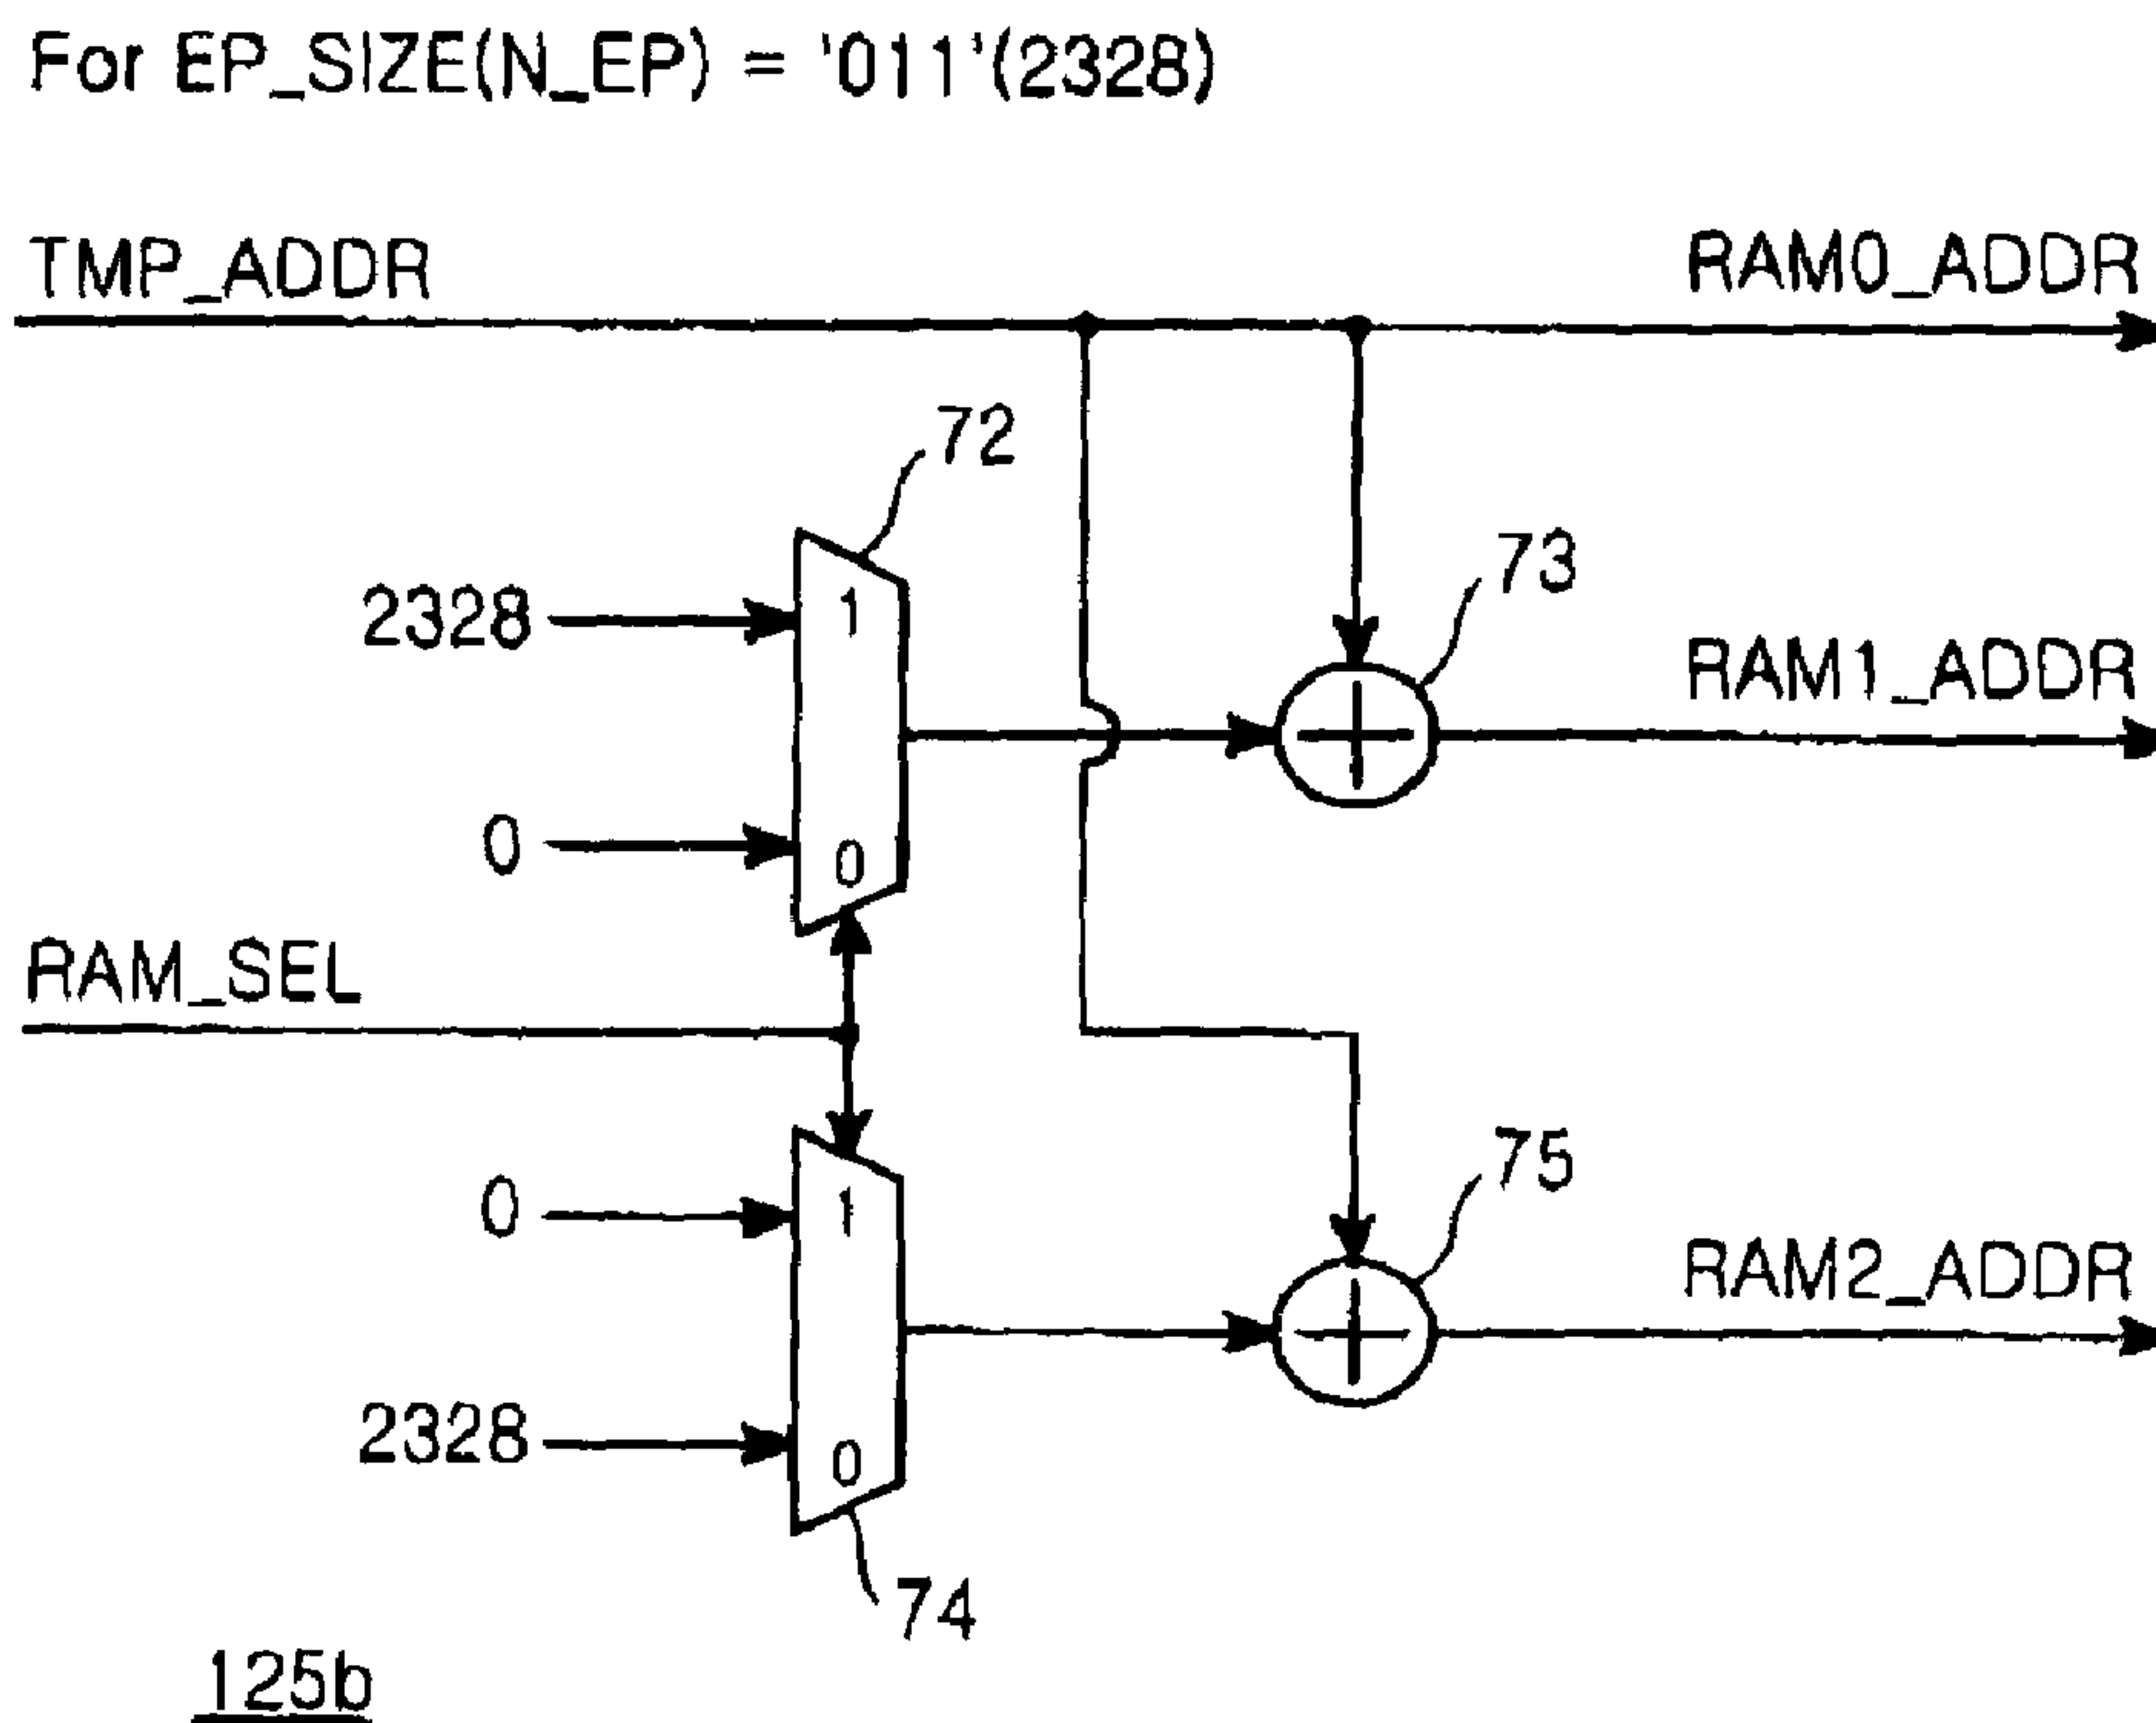 For EP_SIZE(N_EP) = '011'(2328)
TMP_ADDR
RAM0_ADDR
72
73
2328
1
RAM1_ADDR
0
0
RAM_SEL
75
0
1
RAM2_ADDR
2328
0
74
125b